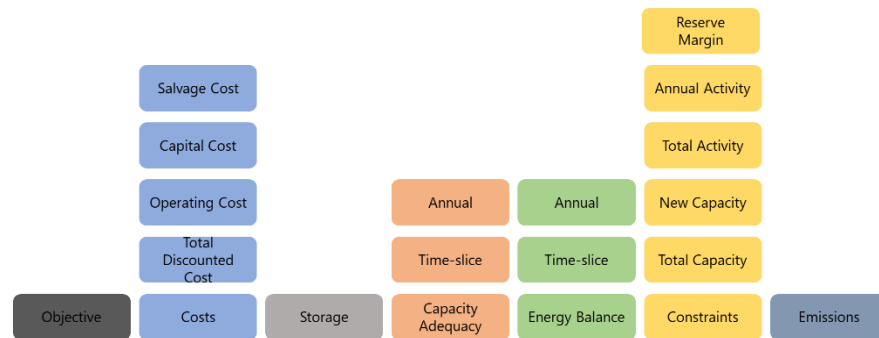 Reserve
Margin
Salvage Cost
Annual Activity
Capital Cost
Total Activity
Operating Cost
Annual
Annual
New Capacity
Total
Discounted
Cost
Time-slice
Time-slice
Total Capacity
Objective
Costs
Storage
Capacity
Adequacy
Energy Balance
Constraints
Emissions